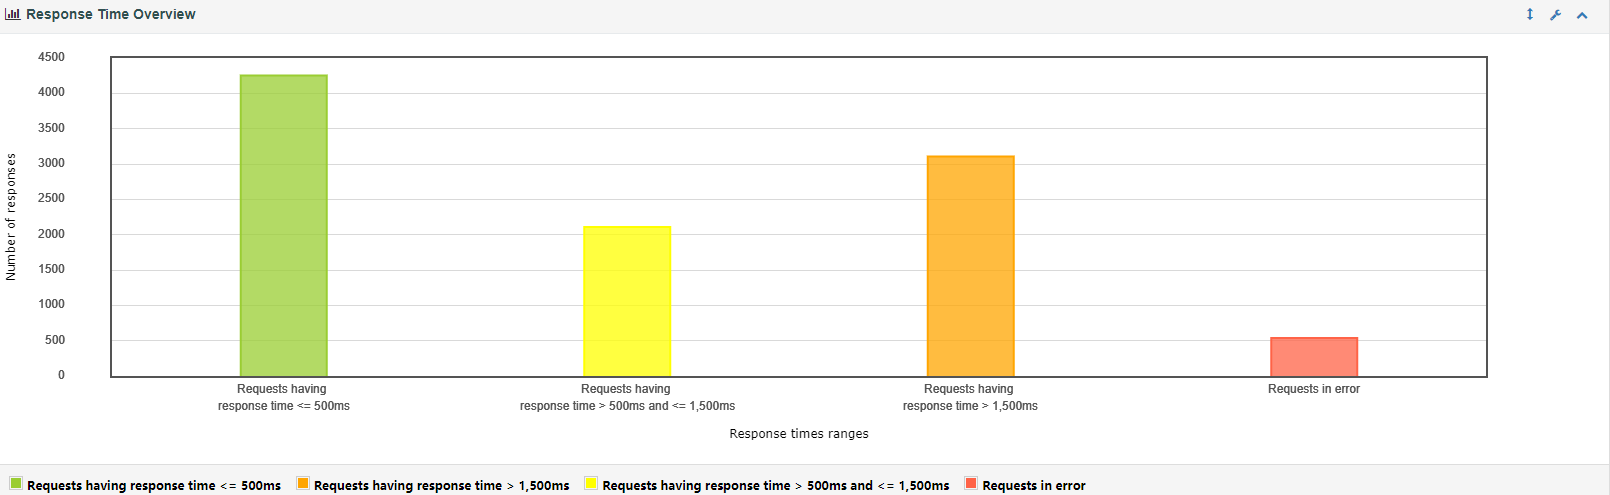 Response Time Overview
Number of responses
4500
4000
3500
3000
2500
2000
1500
1000
500
0
Requests having
response time <= 500ms
Requests having
response time > 500ms and <= 1,500ms
Requests having
response time > 1,500ms
Requests in error
Response times ranges
Requests having response time <= 500ms
Requests having response time > 1,500ms
Requests having response time > 500ms and <= 1,500ms
Requests in error